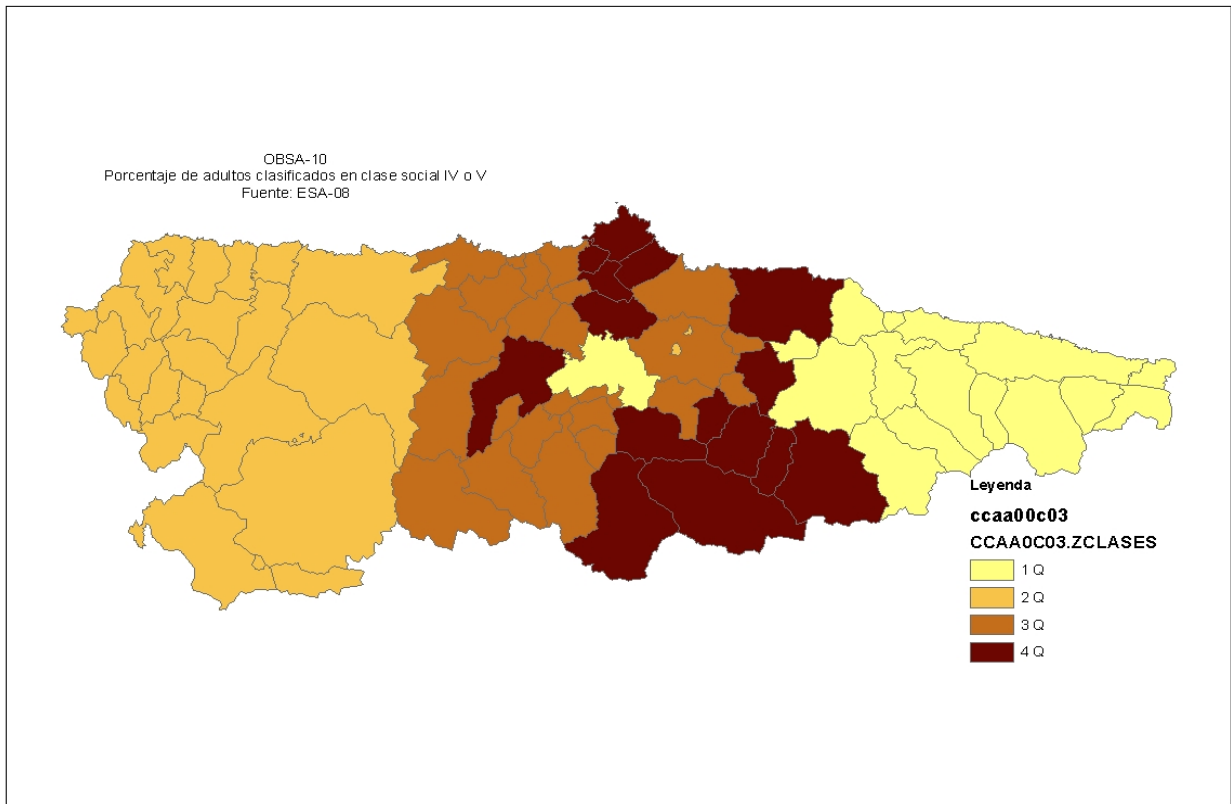 OBSA-10
Porcentaje de adultos clasificados en clase social IV o V
Fuente: ESA-08
Leyenda
ccaa00c03
CCAA0C03.ZCLASES
1 Q
2 Q
3 Q
4 Q